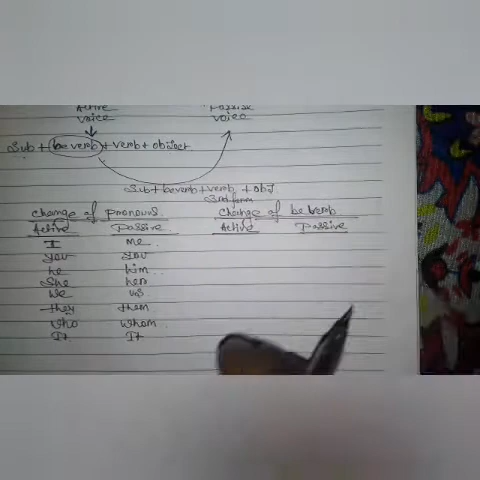 Active Passive
Voice Voice
Sub + be verb + verb + object
Sub + be verb + verb + obj.
3rd form
Change of pronouns. Change of be verb
Active Passive Active Passive
I me
you you
he him
She her
We us
they them
Who whom
It It